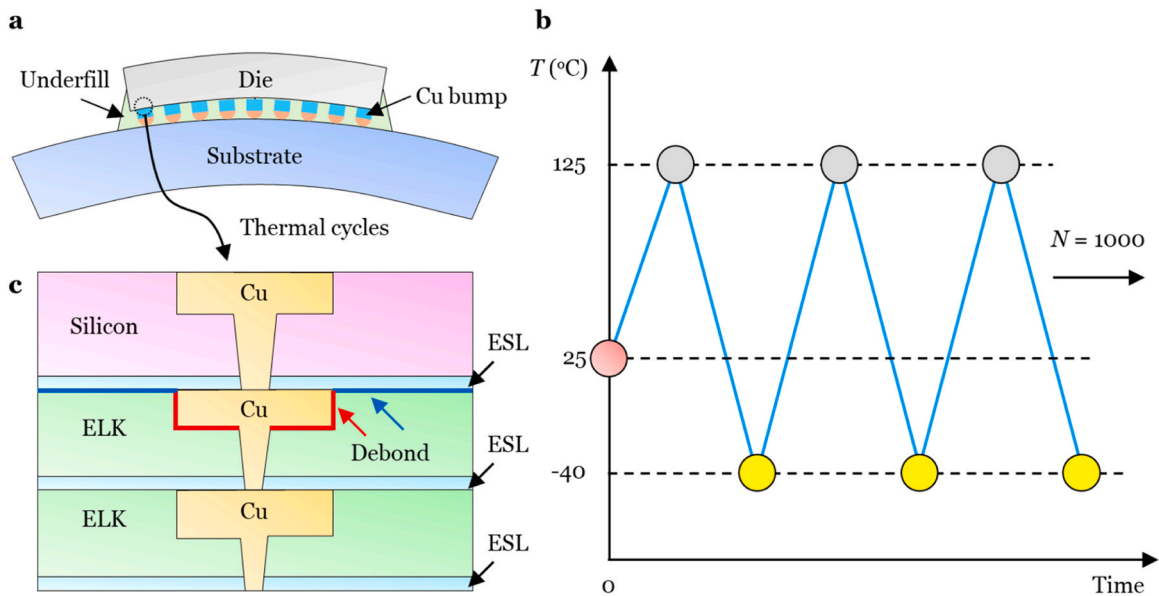 a
Underfill
Die
Cu bump
Substrate
Thermal cycles
b
T (°C)
125
25
-40
N = 1000
0
Time
c
Cu
Silicon
ESL
Cu
ELK
Debond
ESL
Cu
ELK
ESL